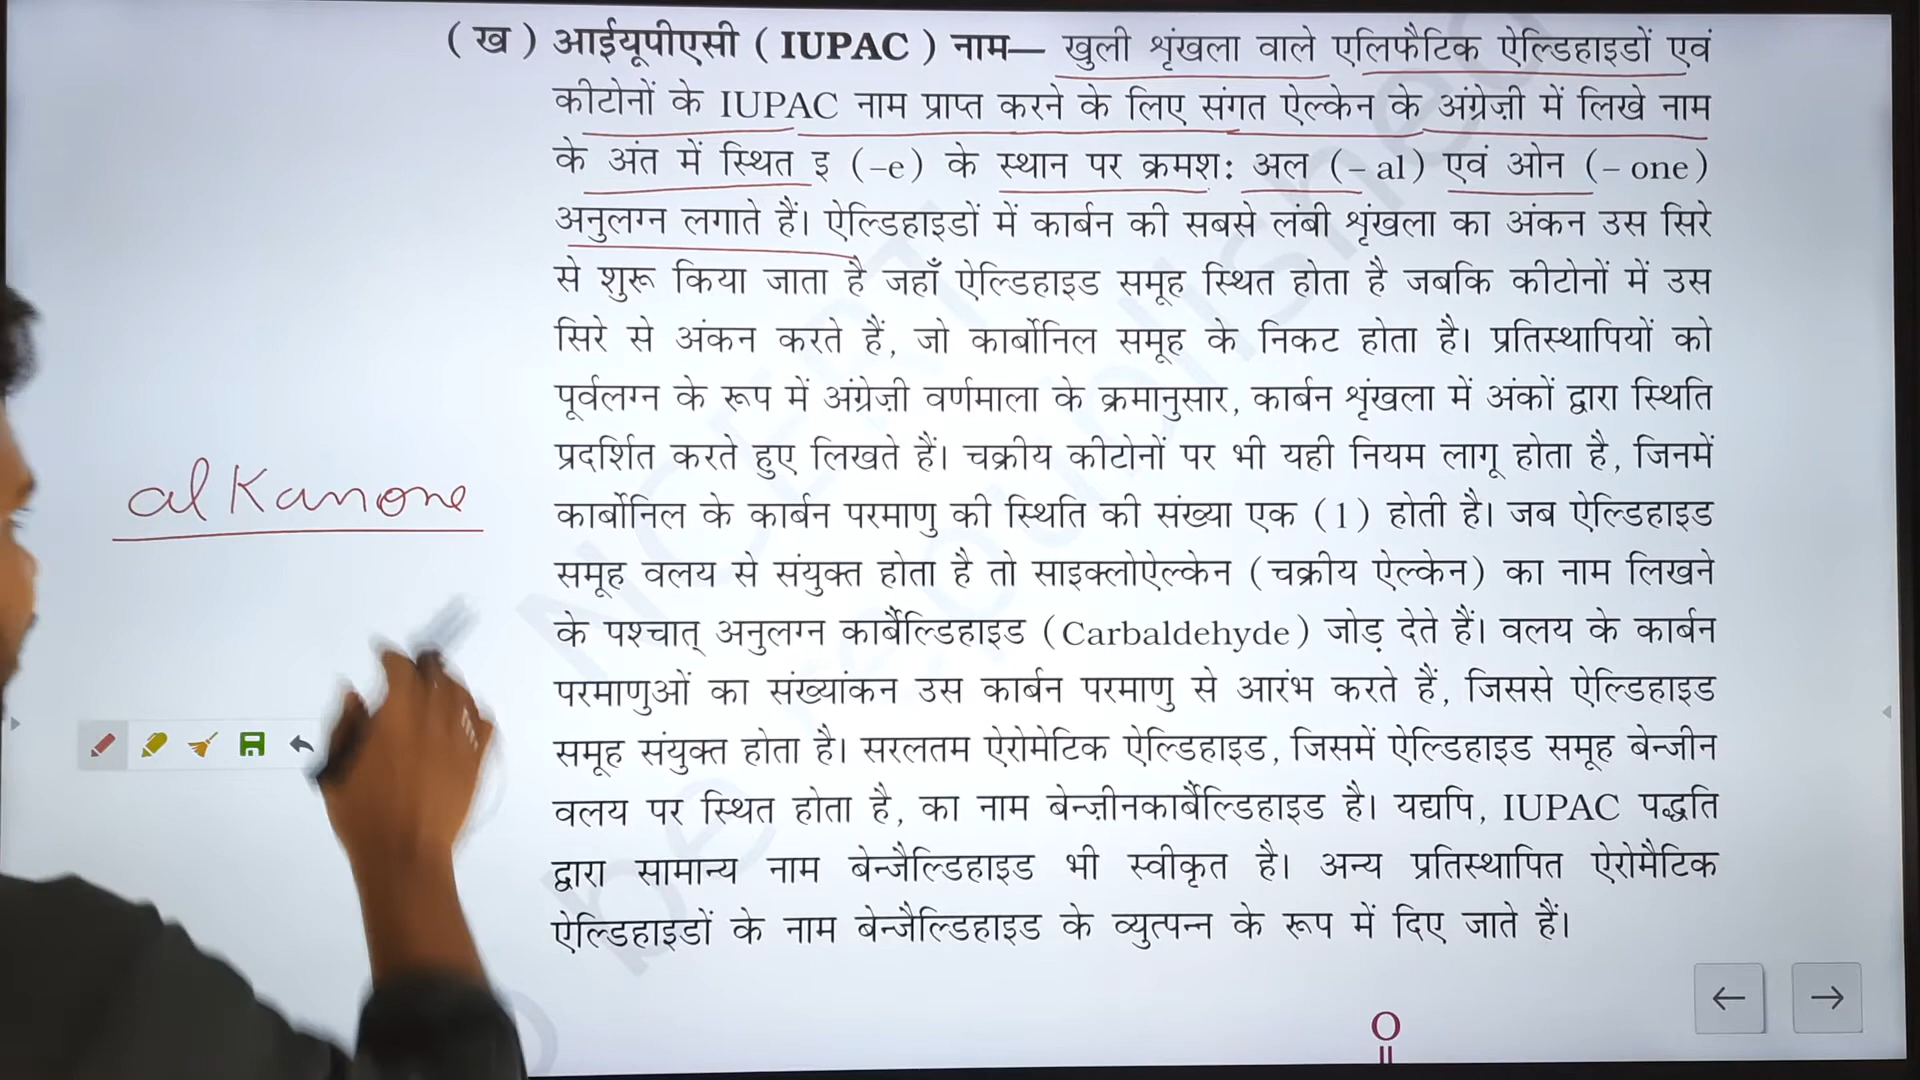 ( ख ) आईयूपीएसी ( IUPAC ) नाम— खुली शृंखला वाले एलिफैटिक ऐल्डिहाइडों एवं
कीटोनों के IUPAC नाम प्राप्त करने के लिए संगत ऐल्केन के अंग्रेज़ी में लिखे नाम
के अंत में स्थित इ (–e) के स्थान पर क्रमशः अल (– al) एवं ओन (– one)
अनुलग्न लगाते हैं। ऐल्डिहाइडों में कार्बन की सबसे लंबी शृंखला का अंकन उस सिरे
से शुरू किया जाता है जहाँ ऐल्डिहाइड समूह स्थित होता है जबकि कीटोनों में उस
सिरे से अंकन करते हैं, जो कार्बोनिल समूह के निकट होता है। प्रतिस्थापियों को
पूर्वलग्न के रूप में अंग्रेज़ी वर्णमाला के क्रमानुसार, कार्बन शृंखला में अंकों द्वारा स्थिति
प्रदर्शित करते हुए लिखते हैं। चक्रीय कीटोनों पर भी यही नियम लागू होता है, जिनमें
कार्बोनिल के कार्बन परमाणु की स्थिति की संख्या एक (1) होती है। जब ऐल्डिहाइड
समूह वलय से संयुक्त होता है तो साइक्लोऐल्केन (चक्रीय ऐल्केन) का नाम लिखने
के पश्चात् अनुलग्न कार्बैल्डिहाइड (Carbaldehyde) जोड़ देते हैं। वलय के कार्बन
परमाणुओं का संख्यांकन उस कार्बन परमाणु से आरंभ करते हैं, जिससे ऐल्डिहाइड
समूह संयुक्त होता है। सरलतम ऐरोमेटिक ऐल्डिहाइड, जिसमें ऐल्डिहाइड समूह बेन्जीन
वलय पर स्थित होता है, का नाम बेन्ज़ीनकार्बैल्डिहाइड है। यद्यपि, IUPAC पद्धति
द्वारा सामान्य नाम बेन्जैल्डिहाइड भी स्वीकृत है। अन्य प्रतिस्थापित ऐरोमैटिक
ऐल्डिहाइडों के नाम बेन्जैल्डिहाइड के व्युत्पन्न के रूप में दिए जाते हैं।
O
alKanone